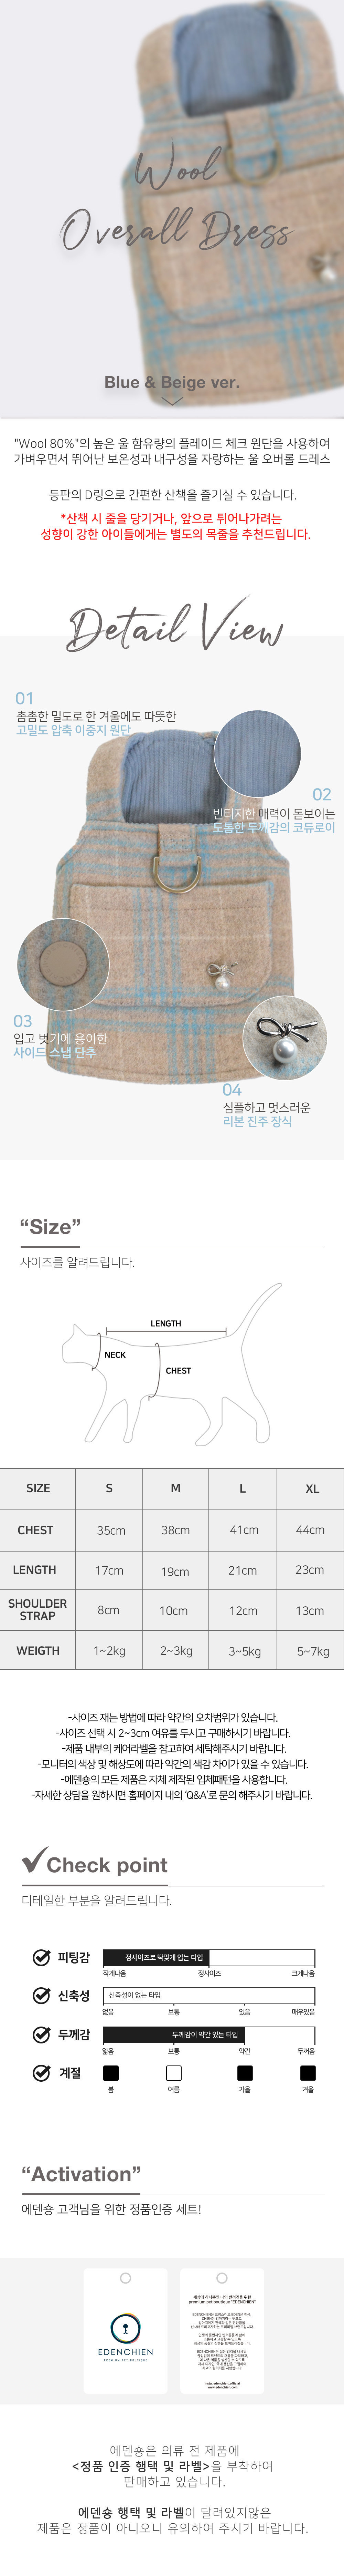 Wool
Overall Dress
Blue & Beige ver.
"Wool 80%"의 높은 울 함유량의 플레이드 체크 원단을 사용하여
가벼우면서 뛰어난 보온성과 내구성을 자랑하는 울 오버롤 드레스
등판의 D링으로 간편한 산책을 즐기실 수 있습니다.
*산책 시 줄을 당기거나, 앞으로 튀어나가려는
성향이 강한 아이들에게는 별도의 목줄을 추천드립니다.
Detail View
01
촘촘한 밀도로 한 겨울에도 따뜻한
고밀도 압축 이중지 원단
02
빈티지한 매력이 돋보이는
도톰한 두께감의 코듀로이
03
입고 벗기에 용이한
사이드 스냅 단추
04
심플하고 멋스러운
리본 진주 장식
“Size”
사이즈를 알려드립니다.
LENGTH
NECK
CHEST
SIZE S M L XL
CHEST 35cm 38cm 41cm 44cm
LENGTH 17cm 19cm 21cm 23cm
SHOULDER
STRAP 8cm 10cm 12cm 13cm
WEIGTH 1~2kg 2~3kg 3~5kg 5~7kg
-사이즈 재는 방법에 따라 약간의 오차범위가 있습니다.
-사이즈 선택 시 2~3cm 여유를 두시고 구매하시기 바랍니다.
-제품 내부의 케어라벨을 참고하여 세탁해주시기 바랍니다.
-모니터의 색상 및 해상도에 따라 약간의 색감 차이가 있을 수 있습니다.
-에덴숑의 모든 제품은 자체 제작된 입체패턴을 사용합니다.
-자세한 상담을 원하시면 홈페이지 내의 ‘Q&A’로 문의 해주시기 바랍니다.
Check point
디테일한 부분을 알려드립니다.
피팅감 정사이즈로 딱맞게 입는 타입
작게나옴 정사이즈 크게나옴
신축성 신축성이 없는 타입
없음 보통 있음 매우있음
두께감 두께감이 약간 있는 타입
얇음 보통 약간 두꺼움
계절
봄 여름 가을 겨울
“Activation”
에덴숑 고객님을 위한 정품인증 세트!
EDENCHIEN
PREMIUM PET BOUTIQUE
세상에 하나뿐인 나의 반려견을 위한
premium pet boutique "EDENCHIEN"
insta. edenchien_official
www.edenchien.com
에덴숑은 의류 전 제품에
<정품 인증 행택 및 라벨>을 부착하여
판매하고 있습니다.
에덴숑 행택 및 라벨이 달려있지않은
제품은 정품이 아니오니 유의하여 주시기 바랍니다.